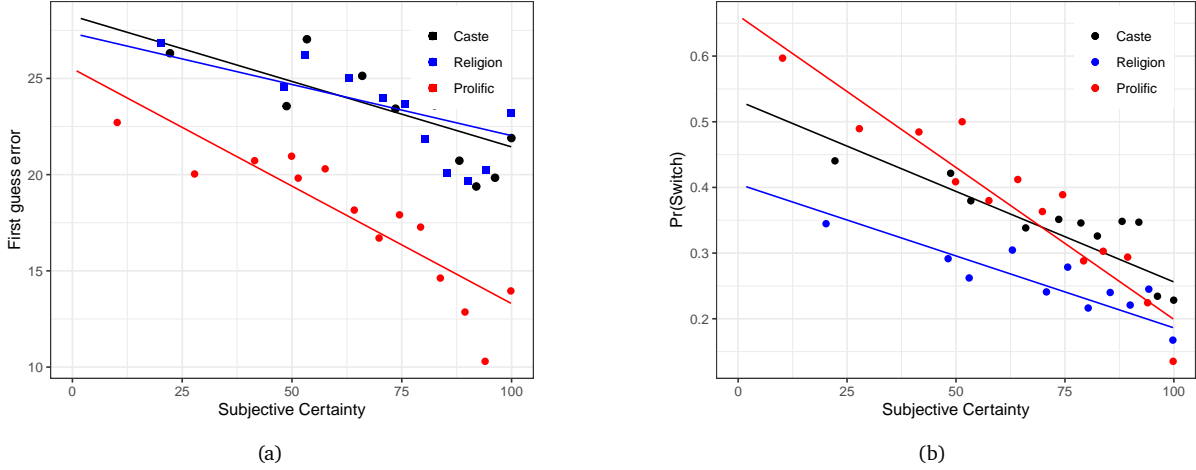 First guess error
25
20
15
10
Caste
Religion
Prolific
0
25
50
75
100
Subjective Certainty
(a)
Pr(Switch)
0.6
0.5
0.4
0.3
0.2
Caste
Religion
Prolific
0
25
50
75
100
Subjective Certainty
(b)